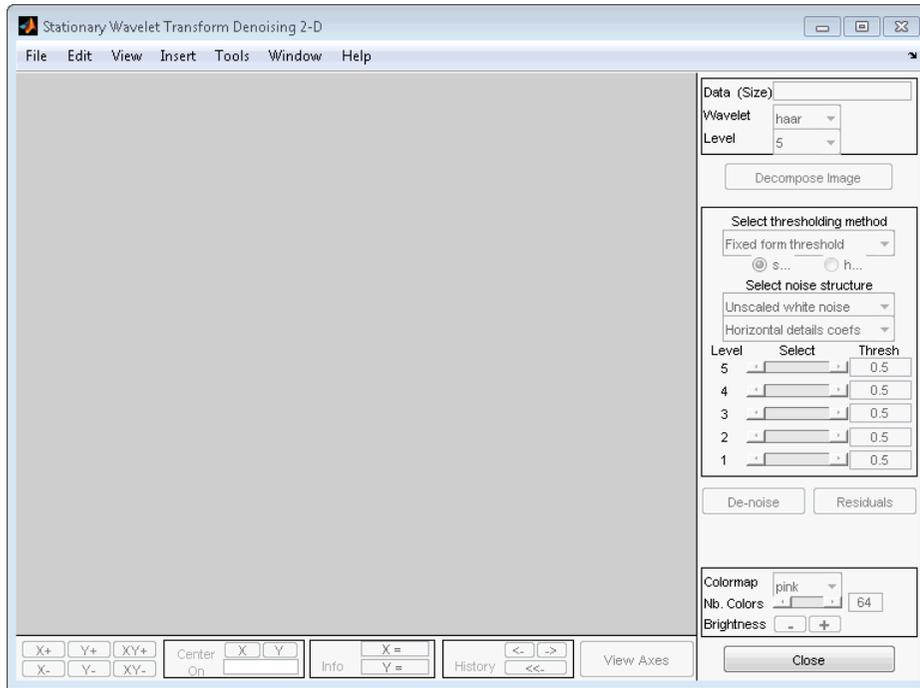 Stationary Wavelet Transform Denoising 2-D
File Edit View Insert Tools Window Help
Data (Size)
Wavelet haar
Level 5
Decompose Image
Select thresholding method
Fixed form threshold
s... h...
Select noise structure
Unscaled white noise
Horizontal details coefs
Level Select Thresh
5 0.5
4 0.5
3 0.5
2 0.5
1 0.5
De-noise Residuals
Colormap pink
Nb. Colors 64
Brightness - +
X+ Y+ XY+ Center X Y X = <- -> View Axes Close
X- Y- XY- On Info Y = History <<-